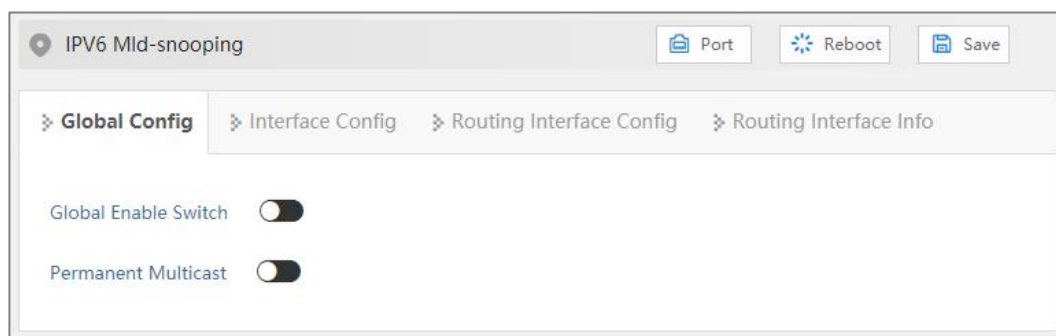 IPV6 Mld-snooping Port Reboot Save
Global Config Interface Config Routing Interface Config Routing Interface Info
Global Enable Switch
Permanent Multicast